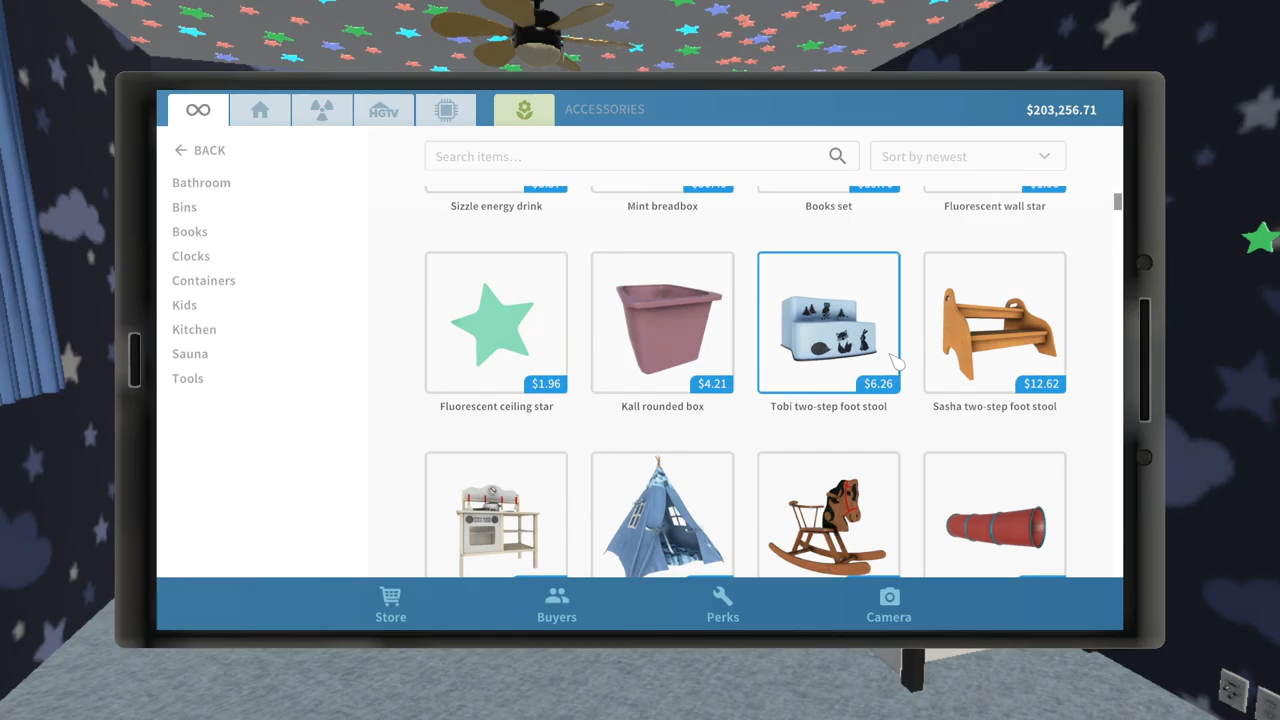 HGTV
ACCESSORIES
$203,256.71
BACK
Search items...
Sort by newest
Bathroom
Bins
Books
Clocks
Containers
Kids
Kitchen
Sauna
Tools
Sizzle energy drink
Mint breadbox
Books set
Fluorescent wall star
$1.96
$4.21
$6.26
$12.62
Fluorescent ceiling star
Kall rounded box
Tobi two-step foot stool
Sasha two-step foot stool
Store
Buyers
Perks
Camera